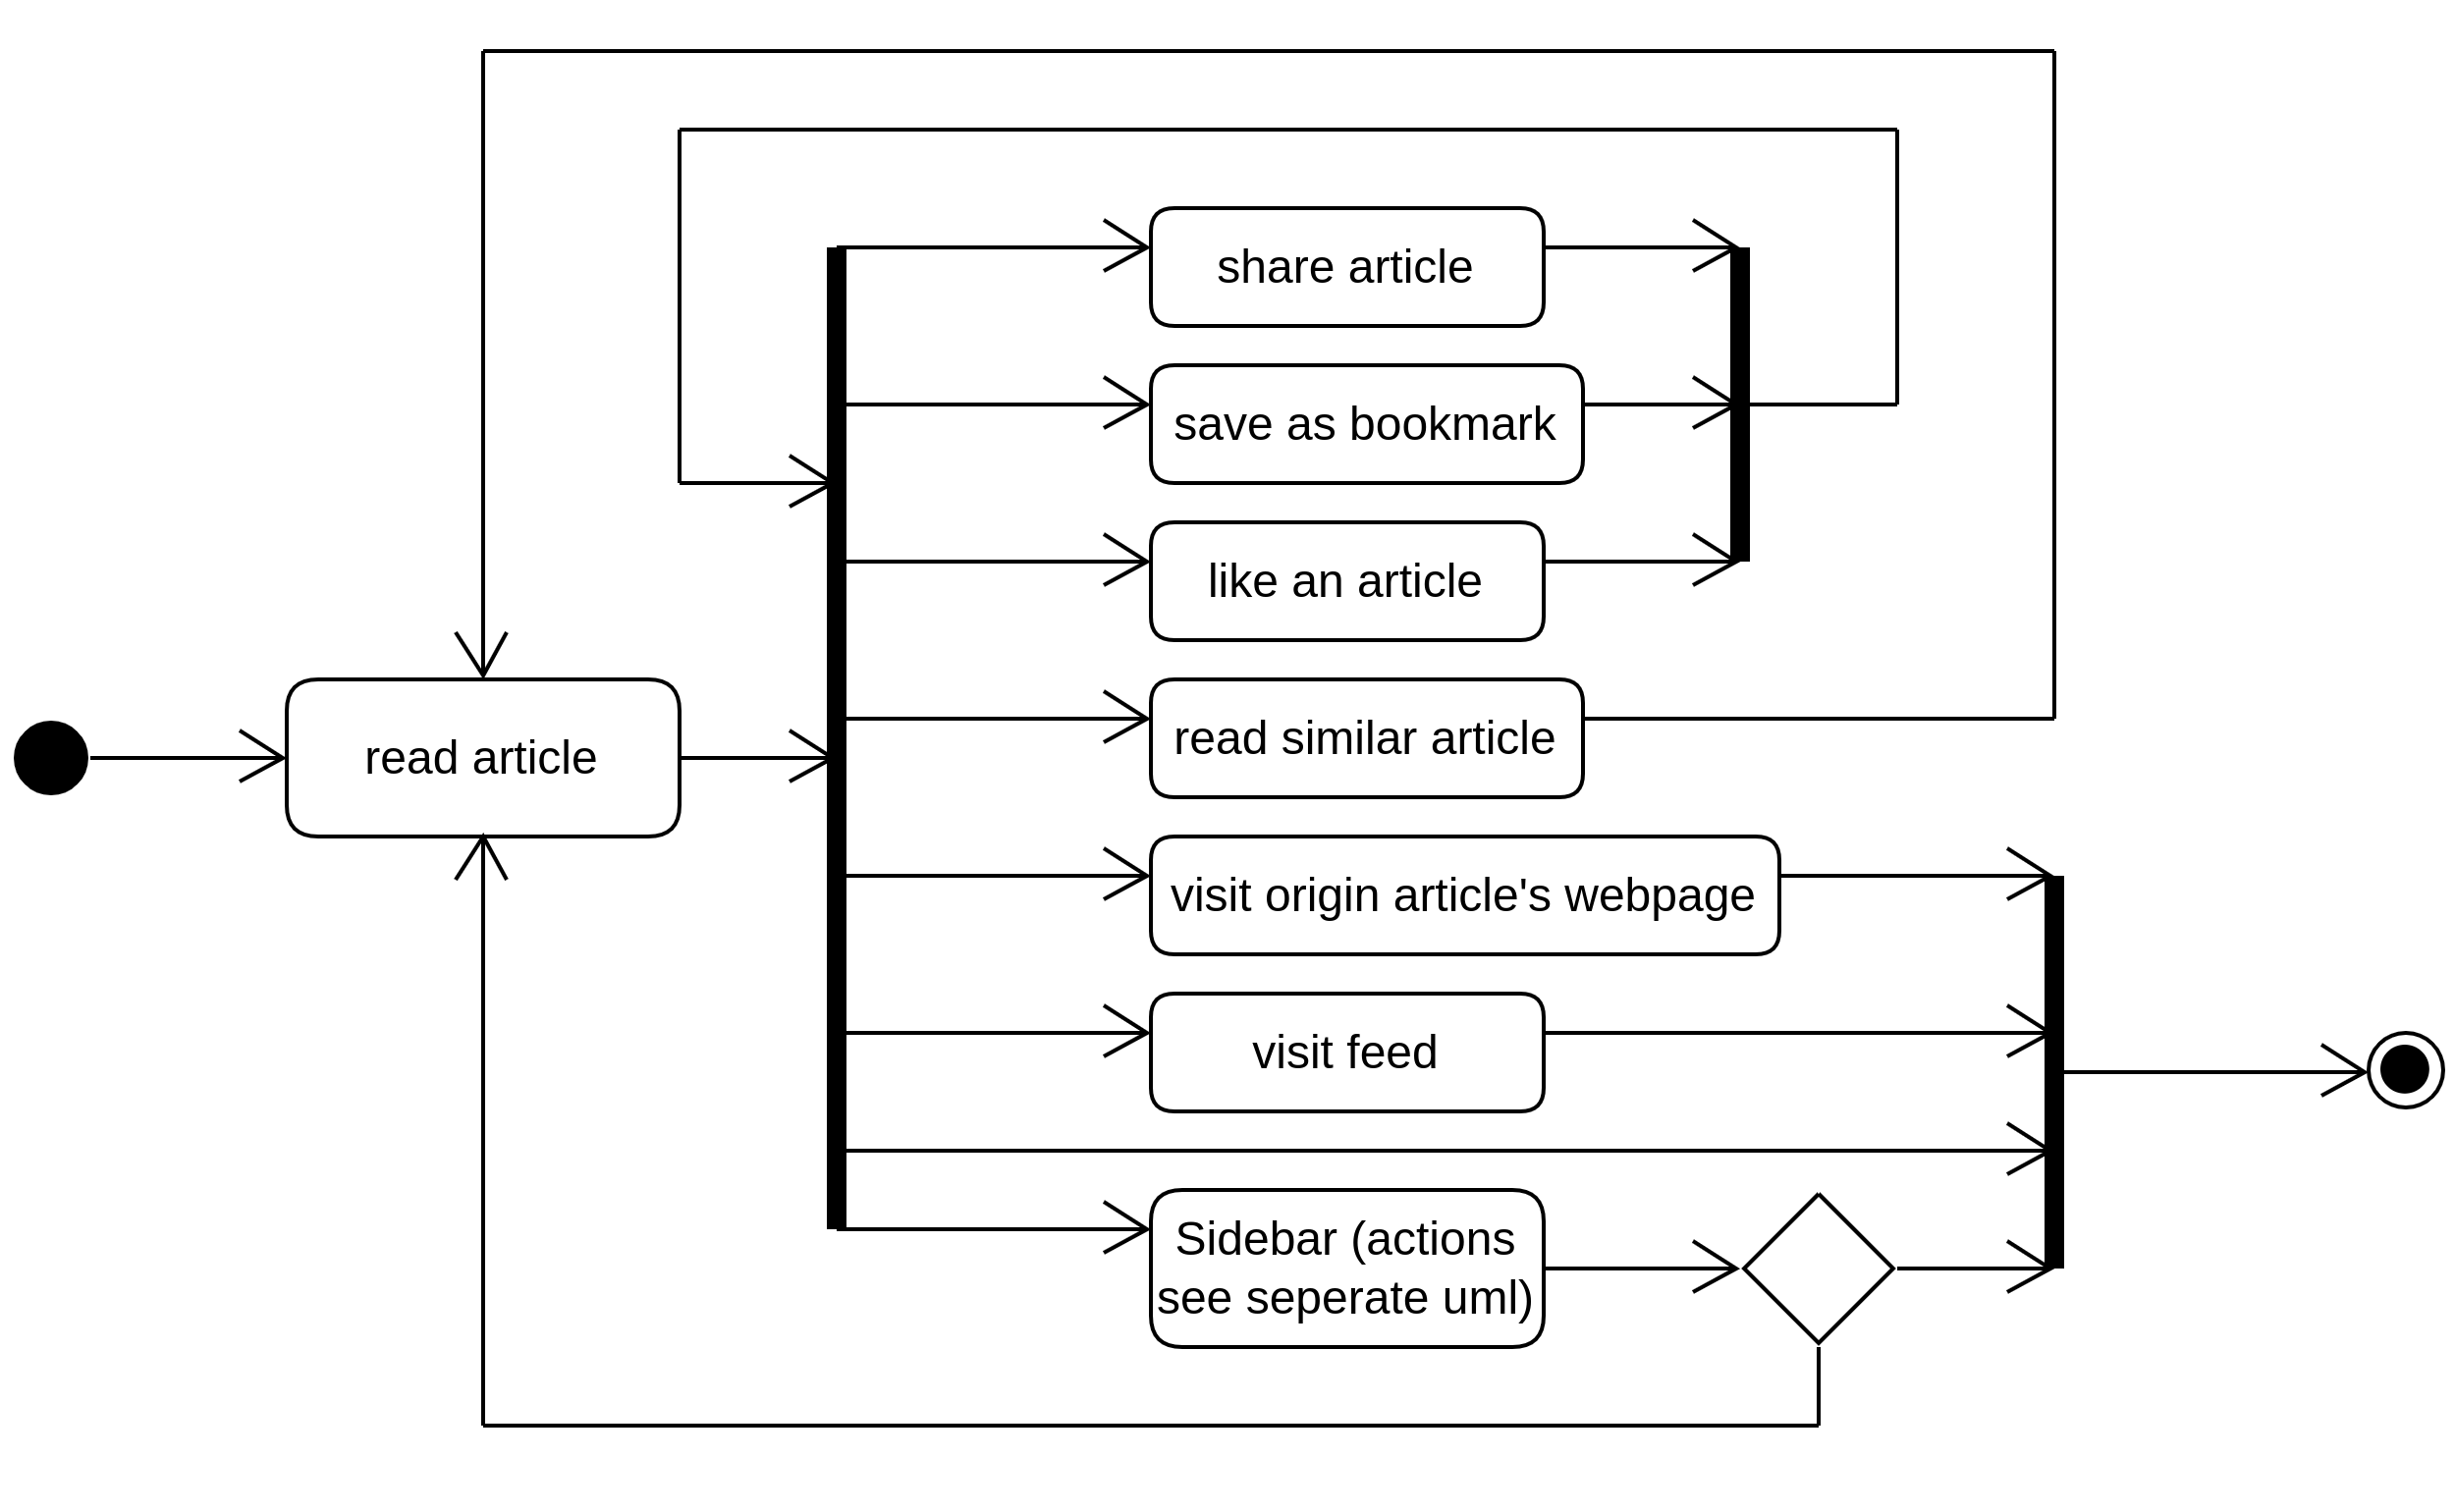 share article
save as bookmark
like an article
read article
read similar article
visit origin article's webpage
visit feed
Sidebar (actions
see seperate uml)